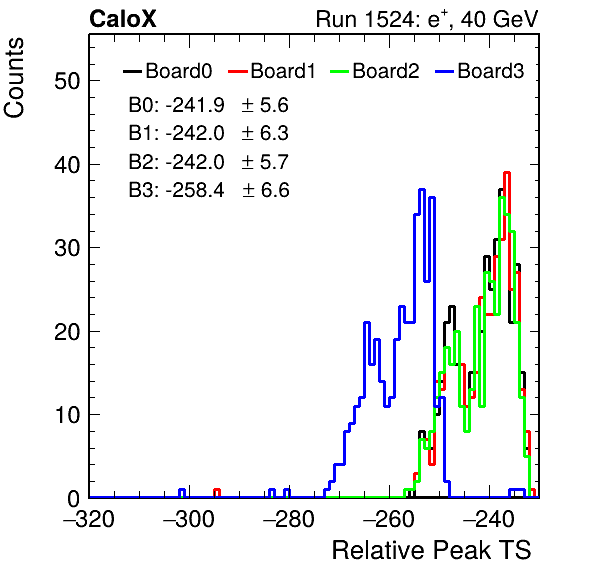 CaloX Run 1524: e⁺, 40 GeV
Counts
Board0 Board1 Board2 Board3
B0: -241.9 ± 5.6
B1: -242.0 ± 6.3
B2: -242.0 ± 5.7
B3: -258.4 ± 6.6
50
40
30
20
10
0
−320 −300 −280 −260 −240
Relative Peak TS